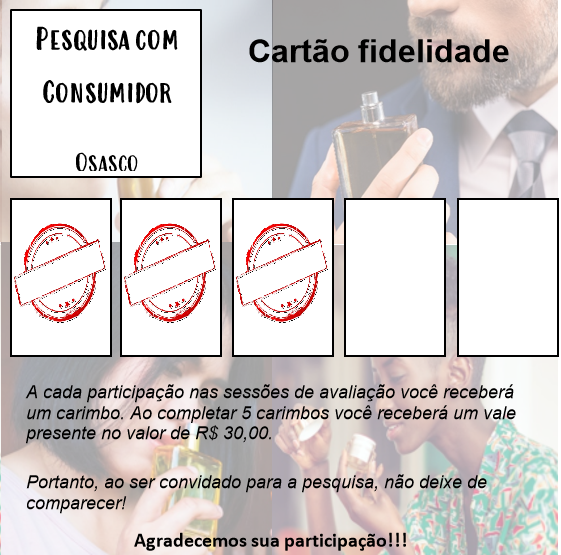 Pesquisa com
Consumidor
Osasco
Cartão fidelidade
A cada participação nas sessões de avaliação você receberá
um carimbo. Ao completar 5 carimbos você receberá um vale
presente no valor de R$ 30,00.
Portanto, ao ser convidado para a pesquisa, não deixe de
comparecer!
Agradecemos sua participação!!!